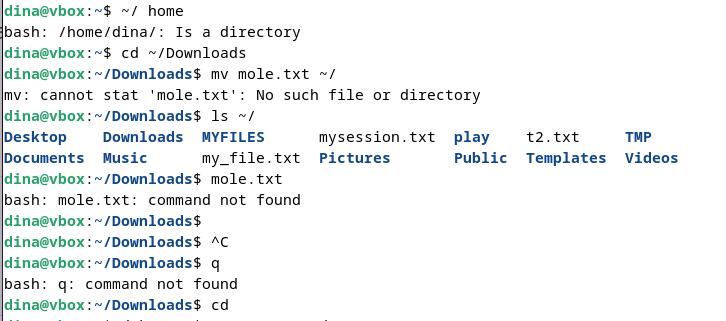 dina@vbox:~$ ~/ home
bash: /home/dina/: Is a directory
dina@vbox:~$ cd ~/Downloads
dina@vbox:~/Downloads$ mv mole.txt ~/
mv: cannot stat 'mole.txt': No such file or directory
dina@vbox:~/Downloads$ ls ~/
Desktop    Downloads  MYFILES      mysession.txt  play    t2.txt     TMP
Documents  Music      my_file.txt  Pictures       Public  Templates  Videos
dina@vbox:~/Downloads$ mole.txt
bash: mole.txt: command not found
dina@vbox:~/Downloads$
dina@vbox:~/Downloads$ ^C
dina@vbox:~/Downloads$ q
bash: q: command not found
dina@vbox:~/Downloads$ cd